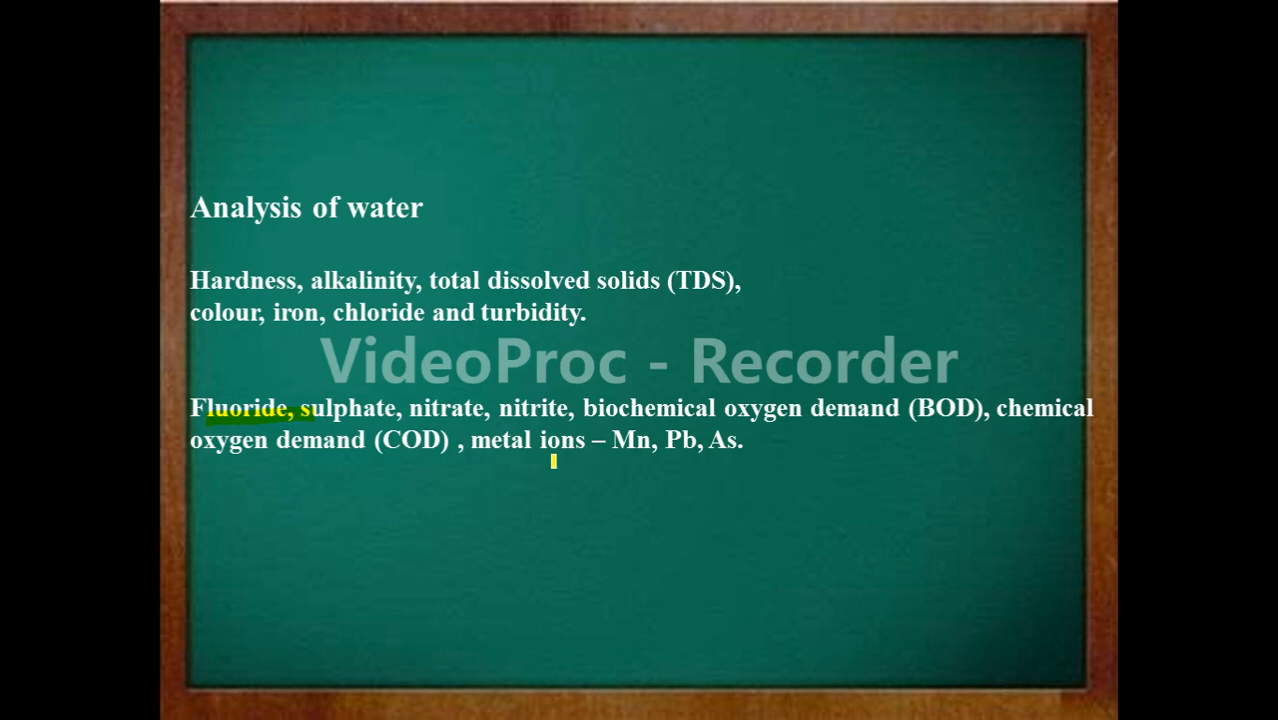 Analysis of water
Hardness, alkalinity, total dissolved solids (TDS),
colour, iron, chloride and turbidity.
VideoProc - Recorder
Fluoride, sulphate, nitrate, nitrite, biochemical oxygen demand (BOD), chemical
oxygen demand (COD) , metal ions – Mn, Pb, As.